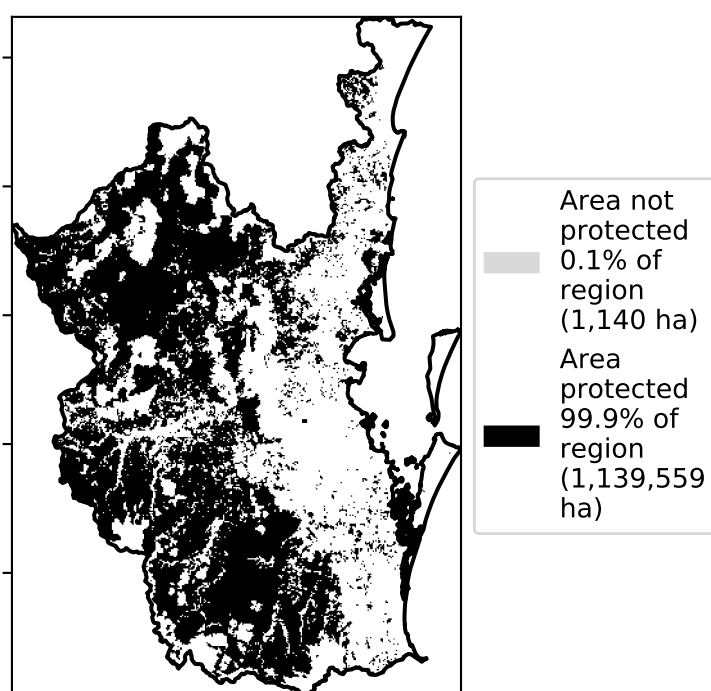 Area not
protected
0.1% of
region
(1,140 ha)
Area
protected
99.9% of
region
(1,139,559
ha)